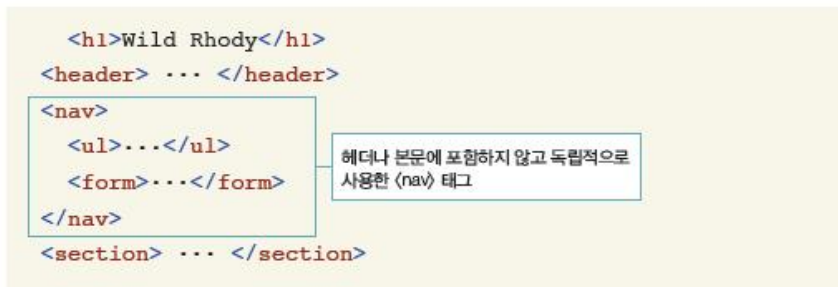 <h1>Wild Rhody</h1>
<header> ··· </header>
<nav>
<ul>···</ul>
<form>···</form>
</nav>
<section> ··· </section>
헤더나 본문에 포함하지 않고 독립적으로
사용한 〈nav〉 태그